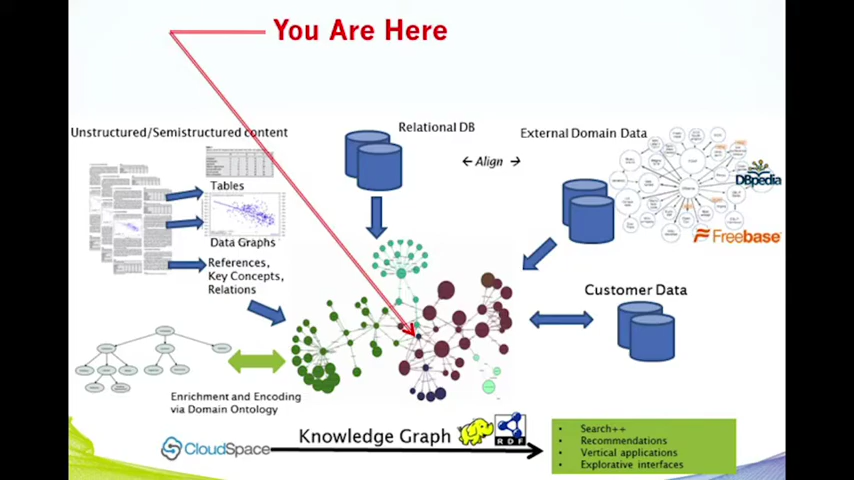 You Are Here
Unstructured/Semistructured content
Relational DB
External Domain Data
← Align →
Tables
DBpedia
Data Graphs
Freebase
References,
Key Concepts,
Relations
Customer Data
Enrichment and Encoding
via Domain Ontology
CloudSpace
Knowledge Graph
RDF
• Search++
• Recommendations
• Vertical applications
• Explorative interfaces